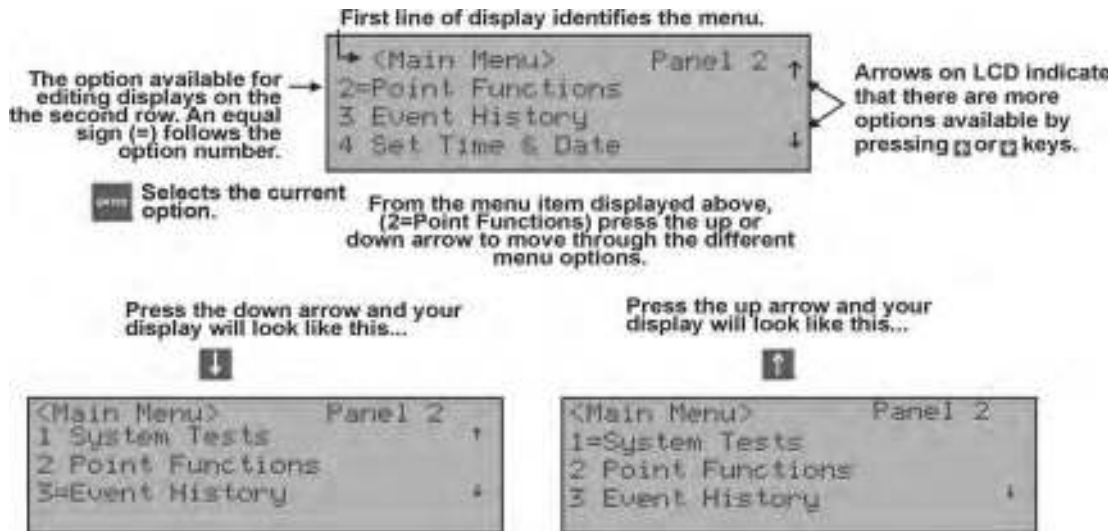 First line of display identifies the menu.
<Main Menu> Panel 2 ↑
2=Point Functions
3 Event History
4 Set Time & Date ↓
The option available for
editing displays on the
the second row. An equal
sign (=) follows the
option number.
Arrows on LCD indicate
that there are more
options available by
pressing or keys.
Selects the current
option.
From the menu item displayed above,
(2=Point Functions) press the up or
down arrow to move through the different
menu options.
Press the down arrow and your
display will look like this...
↓
<Main Menu> Panel 2
1 System Tests ↑
2 Point Functions
3=Event History ↓
Press the up arrow and your
display will look like this...
↑
<Main Menu> Panel 2
1=System Tests
2 Point Functions
3 Event History ↓